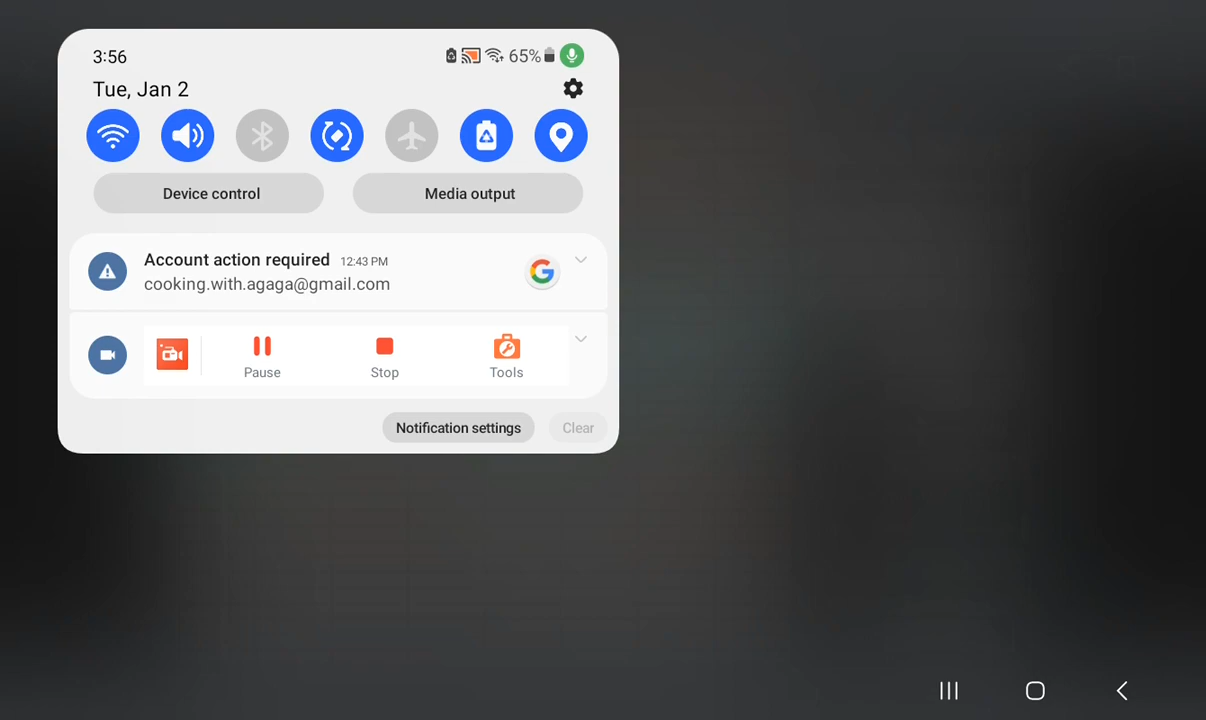 3:56
65%
Tue, Jan 2
Device control
Media output
Account action required 12:43 PM
cooking.with.agaga@gmail.com
Pause
Stop
Tools
Notification settings
Clear